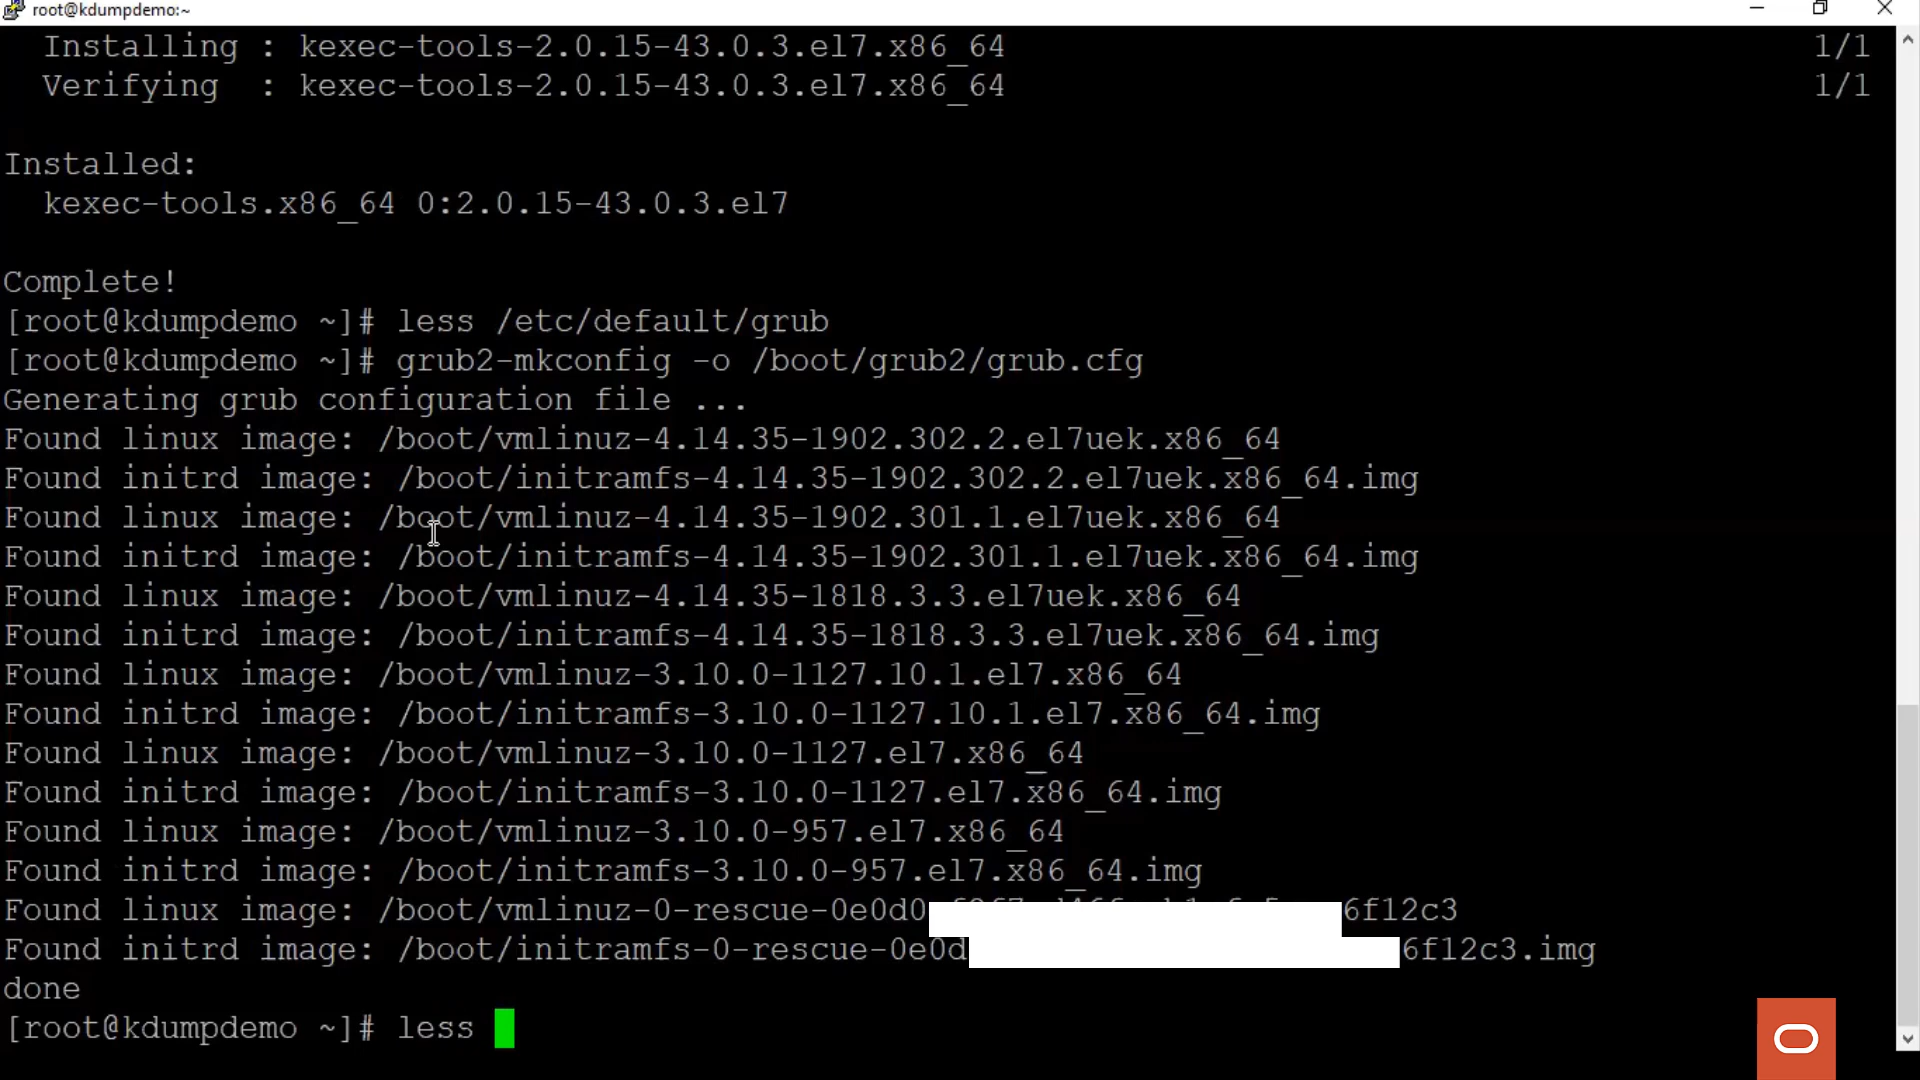 root@kdumpdemo:~
Installing : kexec-tools-2.0.15-43.0.3.el7.x86_64 1/1
Verifying : kexec-tools-2.0.15-43.0.3.el7.x86_64 1/1
Installed:
kexec-tools.x86_64 0:2.0.15-43.0.3.el7
Complete!
[root@kdumpdemo ~]# less /etc/default/grub
[root@kdumpdemo ~]# grub2-mkconfig -o /boot/grub2/grub.cfg
Generating grub configuration file ...
Found linux image: /boot/vmlinuz-4.14.35-1902.302.2.el7uek.x86_64
Found initrd image: /boot/initramfs-4.14.35-1902.302.2.el7uek.x86_64.img
Found linux image: /boot/vmlinuz-4.14.35-1902.301.1.el7uek.x86_64
Found initrd image: /boot/initramfs-4.14.35-1902.301.1.el7uek.x86_64.img
Found linux image: /boot/vmlinuz-4.14.35-1818.3.3.el7uek.x86_64
Found initrd image: /boot/initramfs-4.14.35-1818.3.3.el7uek.x86_64.img
Found linux image: /boot/vmlinuz-3.10.0-1127.10.1.el7.x86_64
Found initrd image: /boot/initramfs-3.10.0-1127.10.1.el7.x86_64.img
Found linux image: /boot/vmlinuz-3.10.0-1127.el7.x86_64
Found initrd image: /boot/initramfs-3.10.0-1127.el7.x86_64.img
Found linux image: /boot/vmlinuz-3.10.0-957.el7.x86_64
Found initrd image: /boot/initramfs-3.10.0-957.el7.x86_64.img
Found linux image: /boot/vmlinuz-0-rescue-0e0d0 6f12c3
Found initrd image: /boot/initramfs-0-rescue-0e0d 6f12c3.img
done
[root@kdumpdemo ~]# less